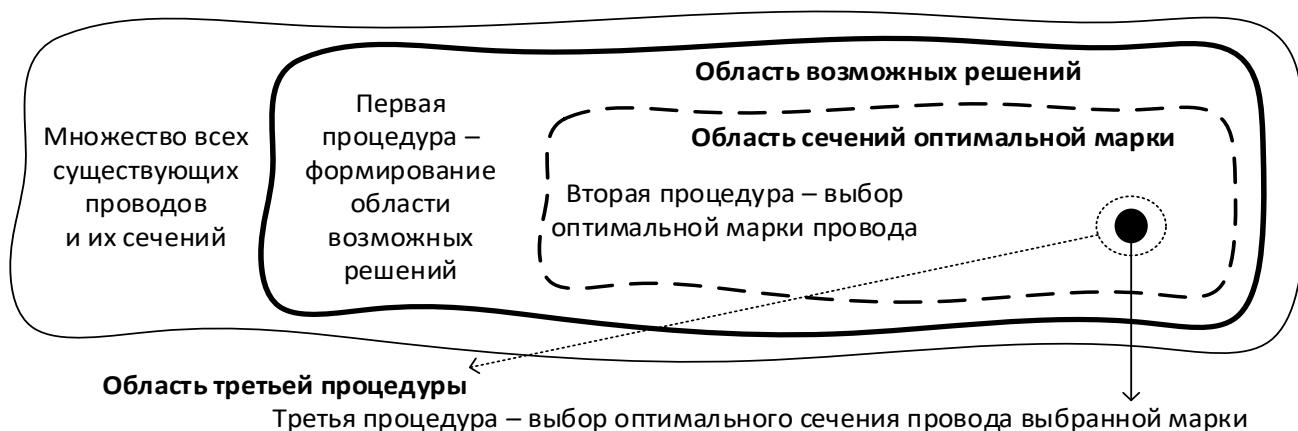 Множество всех
существующих
проводов
и их сечений
Первая
процедура –
формирование
области
возможных
решений
Область возможных решений
Область сечений оптимальной марки
Вторая процедура – выбор
оптимальной марки провода
Область третьей процедуры
Третья процедура – выбор оптимального сечения провода выбранной марки